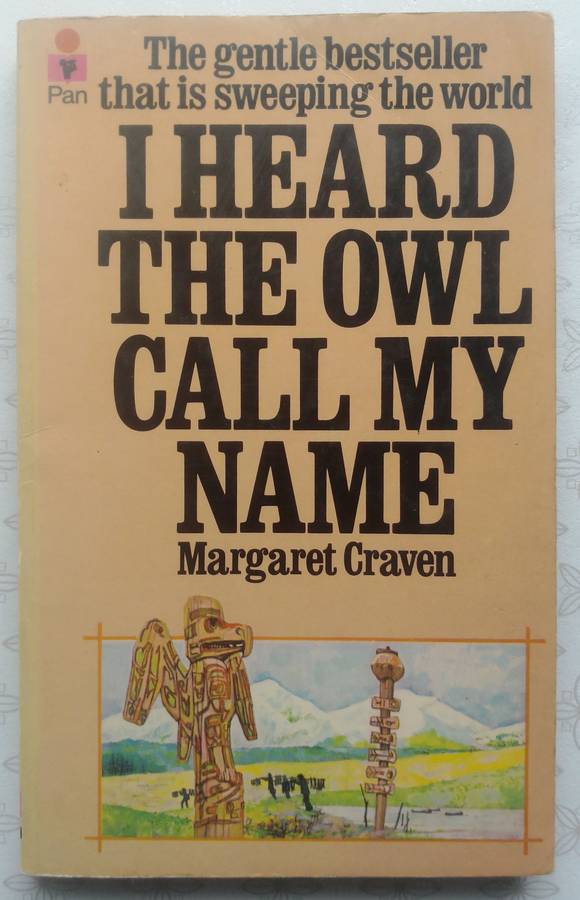 The gentle bestseller
Pan that is sweeping the world
I HEARD
THE OWL
CALL MY
NAME
Margaret Craven